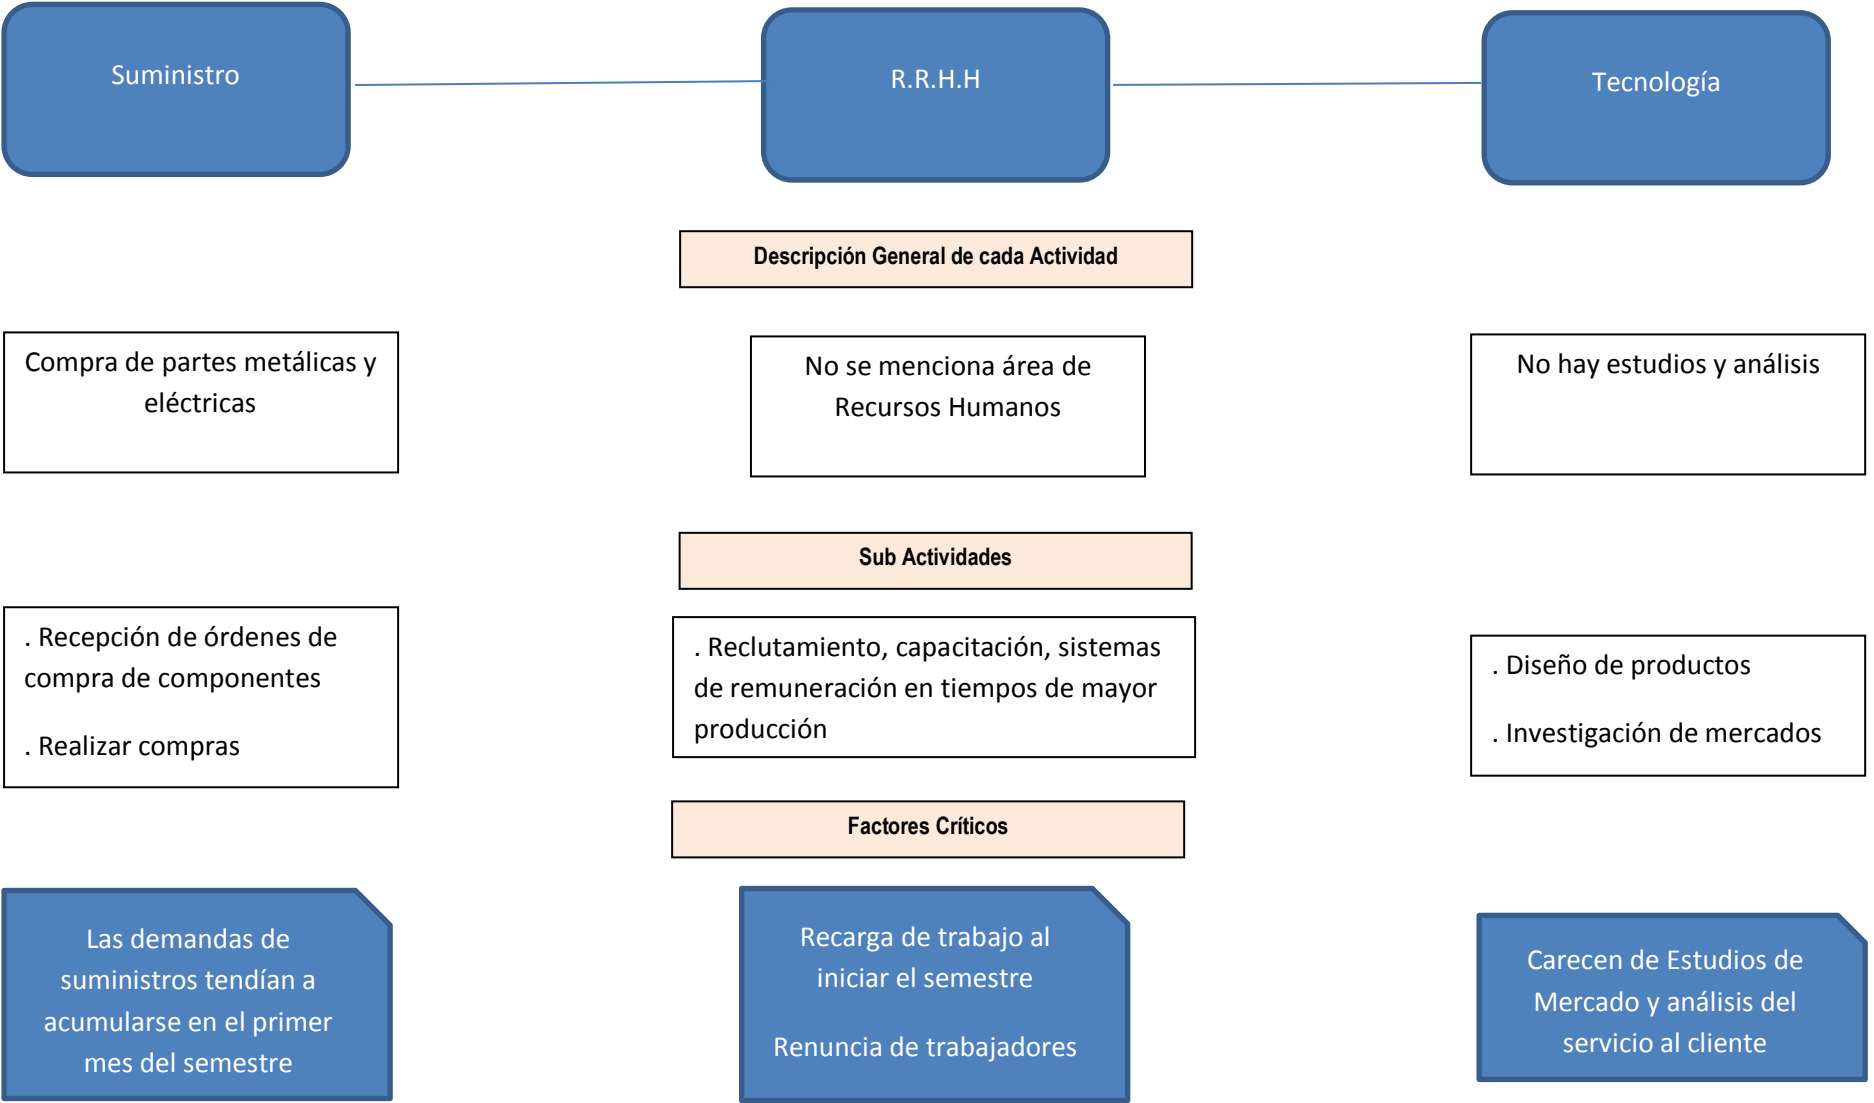 Suministro
R.R.H.H
Tecnología
Descripción General de cada Actividad
Compra de partes metálicas y
eléctricas
No se menciona área de
Recursos Humanos
No hay estudios y análisis
Sub Actividades
. Recepción de órdenes de
compra de componentes
. Realizar compras
. Reclutamiento, capacitación, sistemas
de remuneración en tiempos de mayor
producción
. Diseño de productos
. Investigación de mercados
Factores Críticos
Las demandas de
suministros tendían a
acumularse en el primer
mes del semestre
Recarga de trabajo al
iniciar el semestre
Renuncia de trabajadores
Carecen de Estudios de
Mercado y análisis del
servicio al cliente